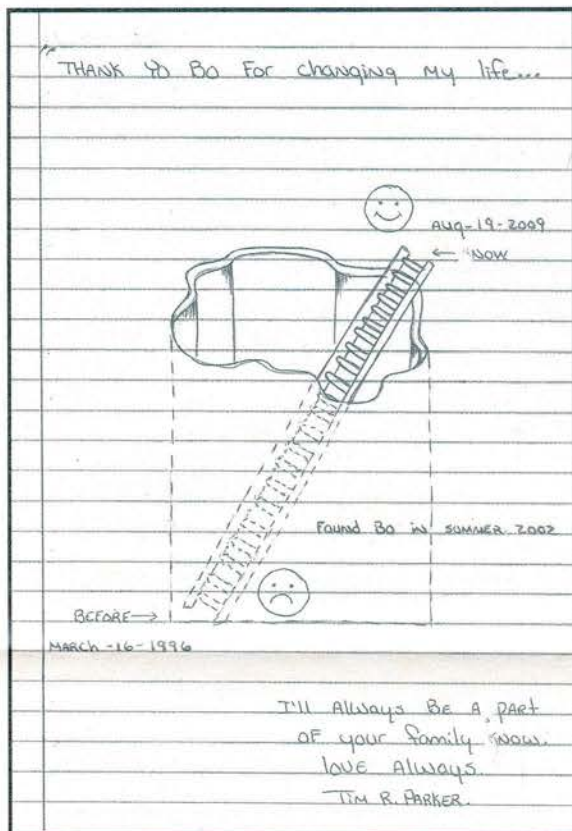 "THANK YO BO For changing my life...
AUG-19-2009
← NOW
FOUND BO IN SUMMER 2002
BEFORE→
MARCH-16-1996
I'll Always Be A part
OF your family now.
love Always
TIM R. PARKER.